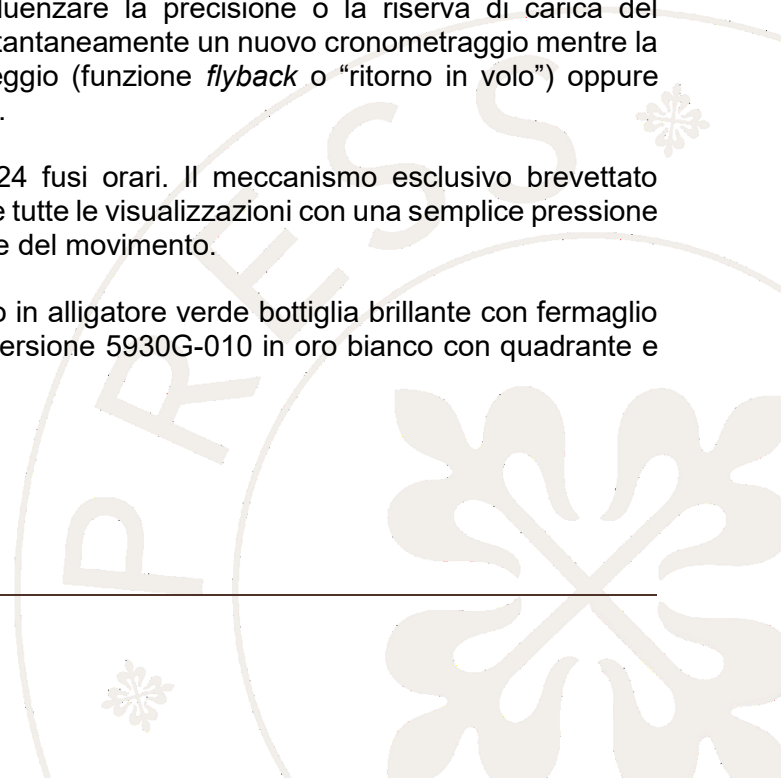 luenzare la precisione o la riserva di carica del
tantaneamente un nuovo cronometraggio mentre la
eggio (funzione flyback o “ritorno in volo”) oppure
.
24 fusi orari. Il meccanismo esclusivo brevettato
e tutte le visualizzazioni con una semplice pressione
e del movimento.
o in alligatore verde bottiglia brillante con fermaglio
ersione 5930G-010 in oro bianco con quadrante e
PRESS